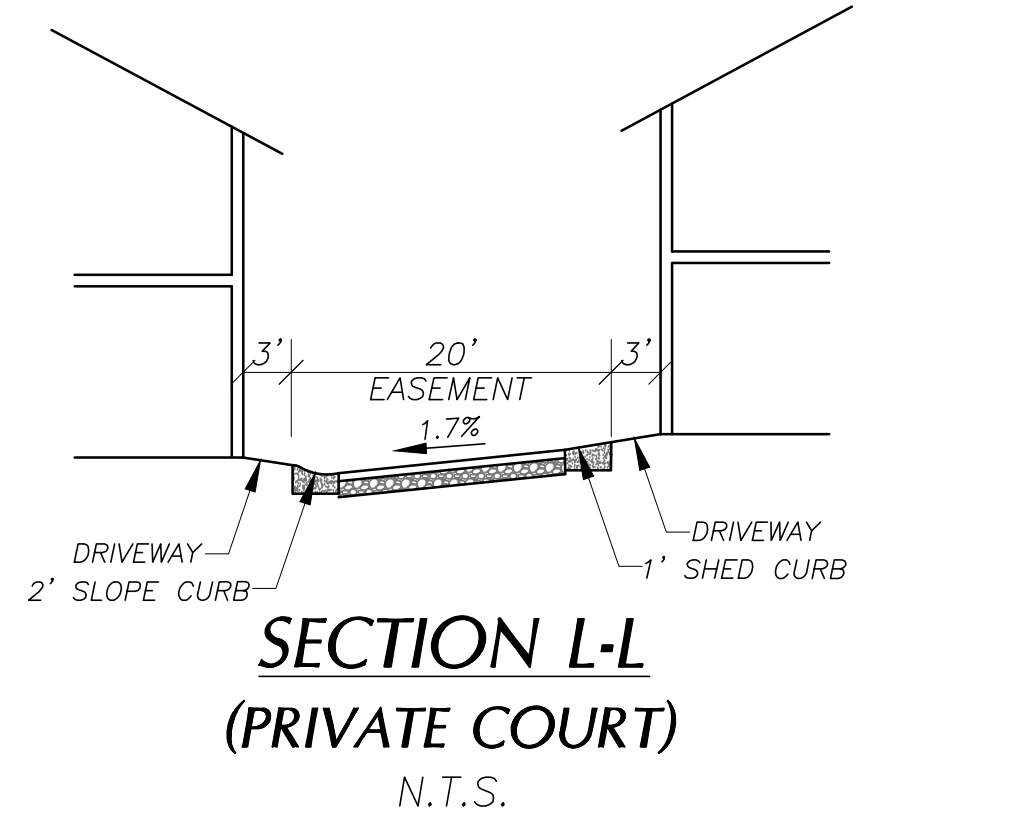 3' 20' 3'
EASEMENT
1.7%
DRIVEWAY
2' SLOPE CURB
DRIVEWAY
1' SHED CURB
SECTION L-L
(PRIVATE COURT)
N.T.S.